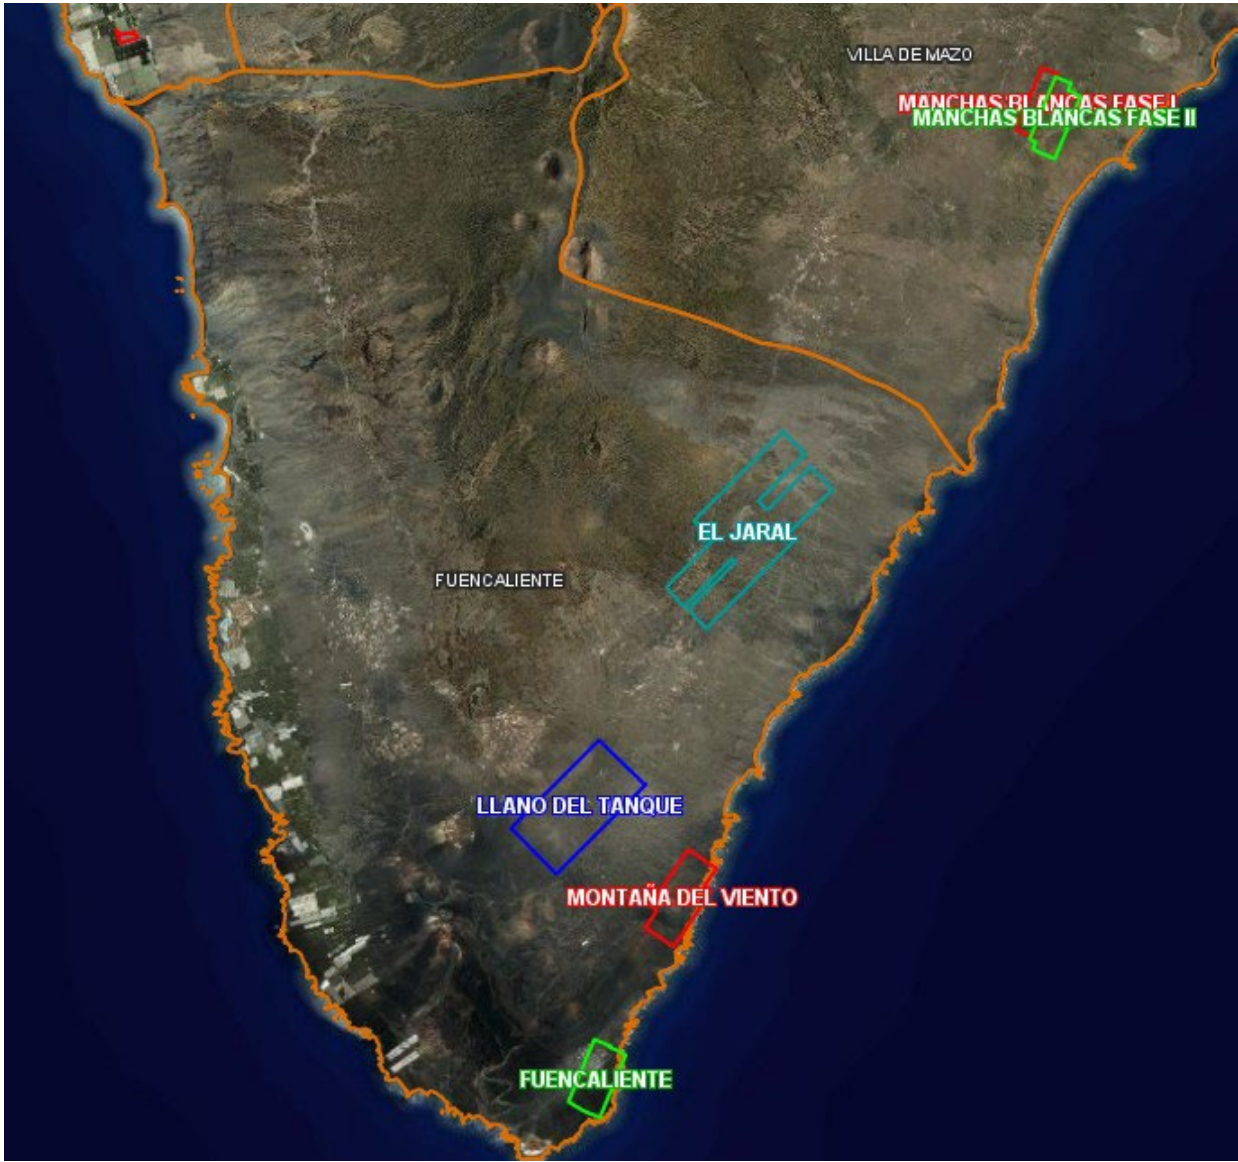 VILLA DE MAZO
MANCHAS BLANCAS FASE I
MANCHAS BLANCAS FASE II
EL JARAL
FUENCALIENTE
LLANO DEL TANQUE
MONTAÑA DEL VIENTO
FUENCALIENTE